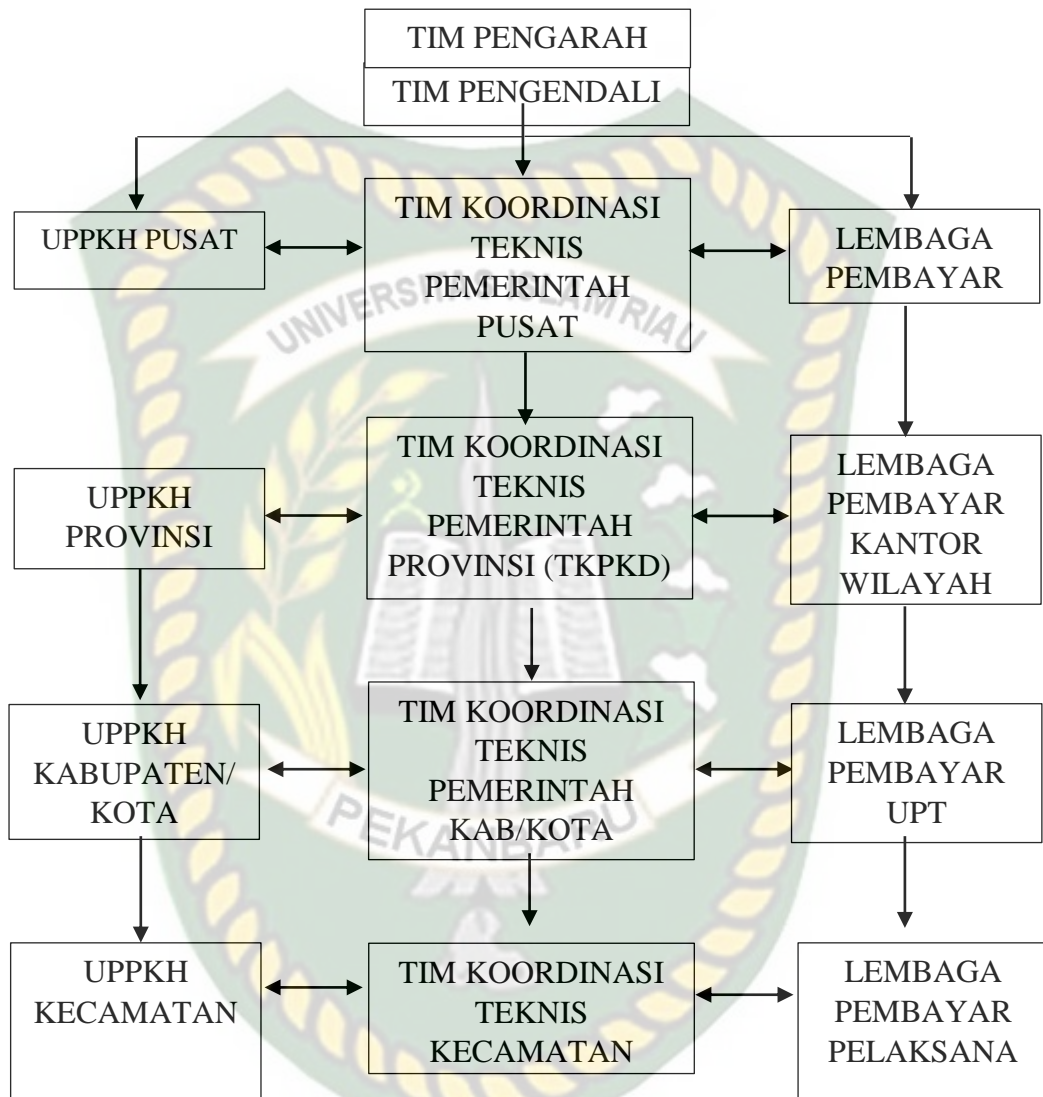 TIM PENGARAH
TIM PENGENDALI
UPPKH PUSAT
TIM KOORDINASI
TEKNIS
PEMERINTAH
PUSAT
LEMBAGA
PEMBAYAR
UNIVERSITAS ISLAM RIAU
UPPKH
PROVINSI
TIM KOORDINASI
TEKNIS
PEMERINTAH
PROVINSI (TKPKD)
LEMBAGA
PEMBAYAR
KANTOR
WILAYAH
UPPKH
KABUPATEN/
KOTA
TIM KOORDINASI
TEKNIS
PEMERINTAH
KAB/KOTA
LEMBAGA
PEMBAYAR
UPT
PEKANBARU
UPPKH
KECAMATAN
TIM KOORDINASI
TEKNIS
KECAMATAN
LEMBAGA
PEMBAYAR
PELAKSANA